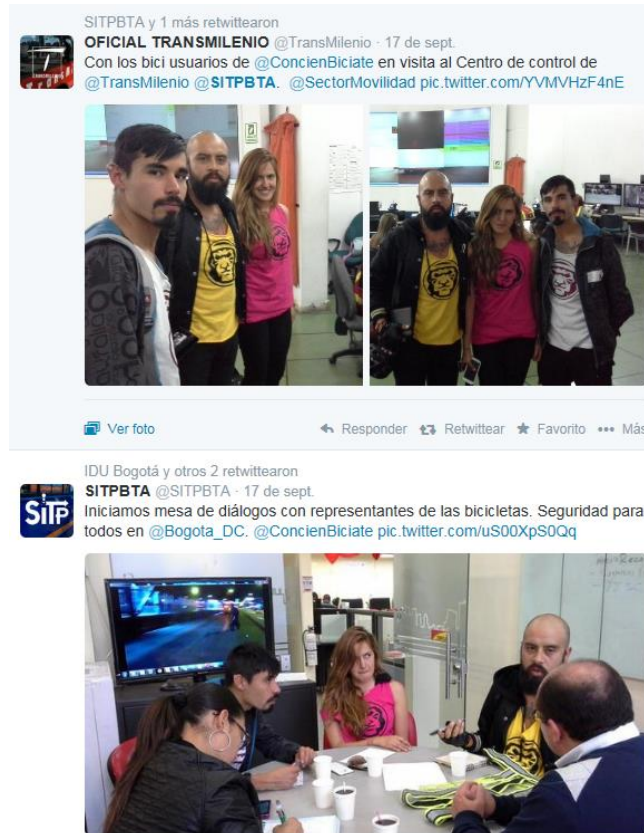 SITPBTA y 1 más retwittearon
OFICIAL TRANSMILENIO @TransMilenio · 17 de sept.
Con los bici usuarios de @ConcienBiciate en visita al Centro de control de
@TransMilenio @SITPBTA. @SectorMovilidad pic.twitter.com/YVMVHzF4nE
Ver foto
Responder
Retwittear
Favorito
Más
IDU Bogotá y otros 2 retwittearon
SITPBTA @SITPBTA · 17 de sept.
SiTP
Iniciamos mesa de diálogos con representantes de las bicicletas. Seguridad para
todos en @Bogota_DC. @ConcienBiciate pic.twitter.com/uS00XpS0Qq